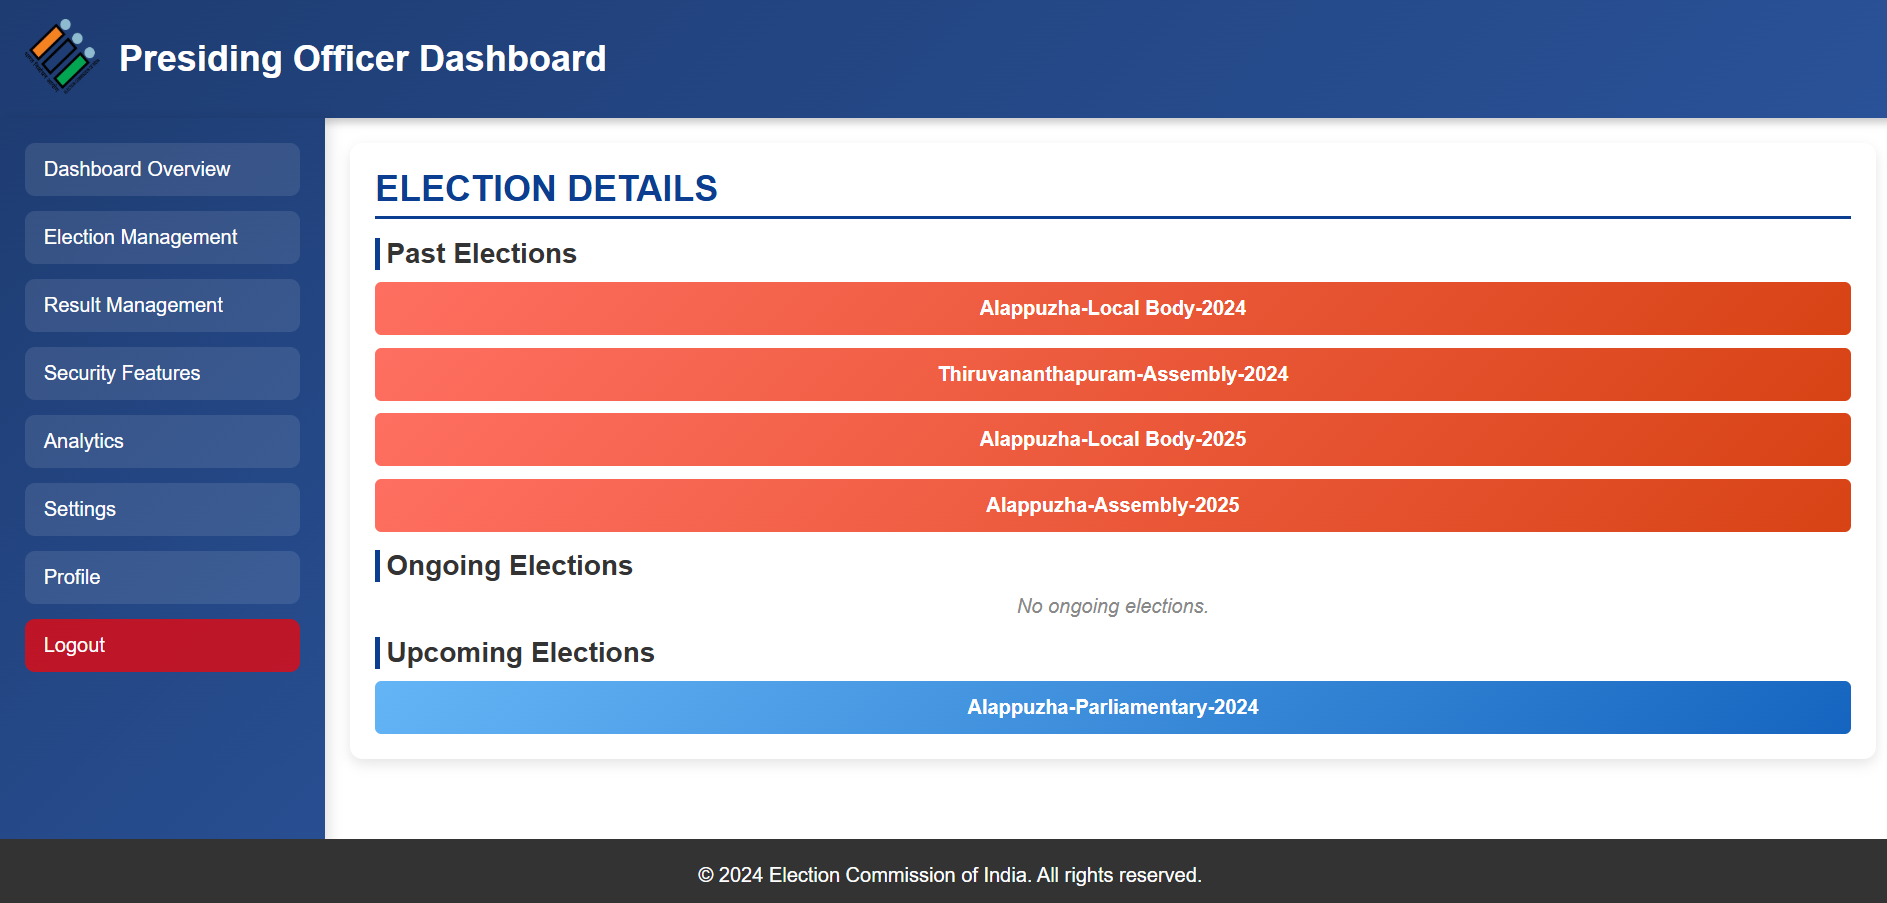 Presiding Officer Dashboard
Dashboard Overview
Election Management
Result Management
Security Features
Analytics
Settings
Profile
Logout
ELECTION DETAILS
Past Elections
Alappuzha-Local Body-2024
Thiruvananthapuram-Assembly-2024
Alappuzha-Local Body-2025
Alappuzha-Assembly-2025
Ongoing Elections
No ongoing elections.
Upcoming Elections
Alappuzha-Parliamentary-2024
© 2024 Election Commission of India. All rights reserved.